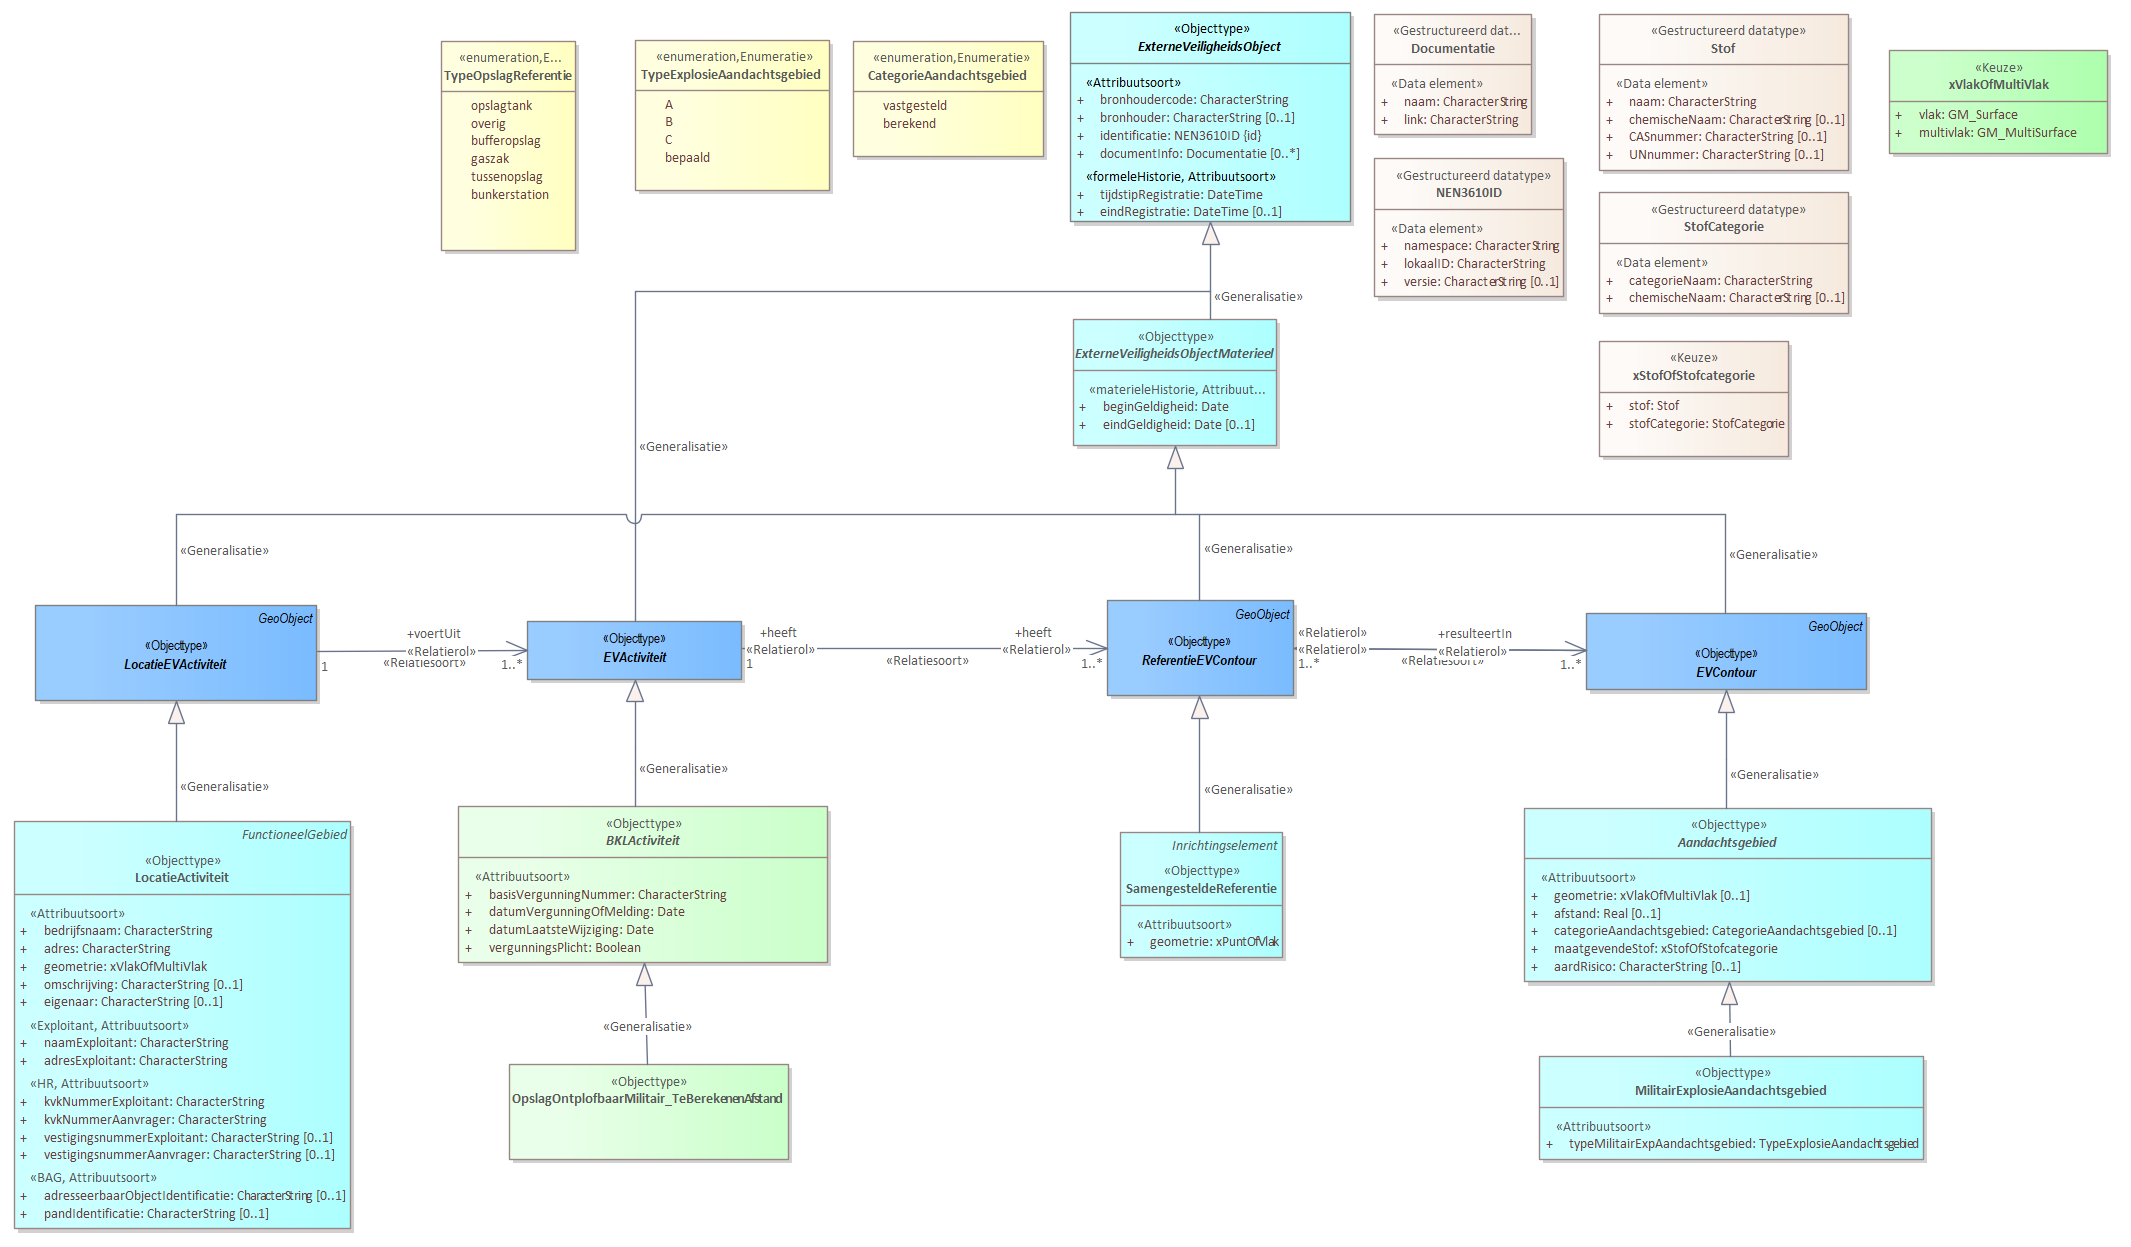 «enumeration,E...
TypeOpslagReferentie
opslagtank
overig
bufferopslag
gaszak
tussenopslag
bunkerstation
«enumeration,Enumeratie»
TypeExplosieAandachtsgebied
A
B
C
bepaald
«enumeration,Enumeratie»
CategorieAandachtsgebied
vastgesteld
berekend
«Objecttype»
ExterneVeiligheidsObject
«Attribuutsoort»
+ bronhoudercode: CharacterString
+ bronhouder: CharacterString [0..1]
+ identificatie: NEN3610ID {id}
+ documentInfo: Documentatie [0..*]
«formeleHistorie, Attribuutsoort»
+ tijdstipRegistratie: DateTime
+ eindRegistratie: DateTime [0..1]
«Gestructureerd dat...
Documentatie
«Data element»
+ naam: CharacterString
+ link: CharacterString
«Gestructureerd datatype»
NEN3610ID
«Data element»
+ namespace: CharacterString
+ lokaalID: CharacterString
+ versie: CharacterString [0..1]
«Gestructureerd datatype»
Stof
«Data element»
+ naam: CharacterString
+ chemischeNaam: CharacterString [0..1]
+ CASnummer: CharacterString [0..1]
+ UNnummer: CharacterString [0..1]
«Gestructureerd datatype»
StofCategorie
«Data element»
+ categorieNaam: CharacterString
+ chemischeNaam: CharacterString [0..1]
«Keuze»
xStofOfStofcategorie
+ stof: Stof
+ stofCategorie: StofCategorie
«Keuze»
xVlakOfMultiVlak
+ vlak: GM_Surface
+ multivlak: GM_MultiSurface
«Generalisatie»
«Objecttype»
ExterneVeiligheidsObjectMaterieel
«materieleHistorie, Attribuut...
+ beginGeldigheid: Date
+ eindGeldigheid: Date [0..1]
«Generalisatie»
«Generalisatie»
«Generalisatie»
«Generalisatie»
GeoObject
«Objecttype»
LocatieEVActiviteit
+voertUit
«Relatierol»
«Relatiesoort»
1
1..*
«Objecttype»
EVActiviteit
+heeft
«Relatierol»
1
«Relatiesoort»
+heeft
«Relatierol»
1..*
GeoObject
«Objecttype»
ReferentieEVContour
«Relatierol»
«Relatierol»
1..*
+resulteertIn
«Relatierol»
«Relatiesoort»
1..*
GeoObject
«Objecttype»
EVContour
«Generalisatie»
«Generalisatie»
«Generalisatie»
«Generalisatie»
FunctioneelGebied
«Objecttype»
LocatieActiviteit
«Attribuutsoort»
+ bedrijfsnaam: CharacterString
+ adres: CharacterString
+ geometrie: xVlakOfMultiVlak
+ omschrijving: CharacterString [0..1]
+ eigenaar: CharacterString [0..1]
«Exploitant, Attribuutsoort»
+ naamExploitant: CharacterString
+ adresExploitant: CharacterString
«HR, Attribuutsoort»
+ kvkNummerExploitant: CharacterString
+ kvkNummerAanvrager: CharacterString
+ vestigingsnummerExploitant: CharacterString [0..1]
+ vestigingsnummerAanvrager: CharacterString [0..1]
«BAG, Attribuutsoort»
+ adresseerbaarObjectIdentificatie: CharacterString [0..1]
+ pandIdentificatie: CharacterString [0..1]
«Objecttype»
BKLActiviteit
«Attribuutsoort»
+ basisVergunningNummer: CharacterString
+ datumVergunningOfMelding: Date
+ datumLaatsteWijziging: Date
+ vergunningsPlicht: Boolean
«Generalisatie»
«Objecttype»
OpslagOntplofbaarMilitair_TeBerekenenAfstand
Inrichtingselement
«Objecttype»
SamengesteldeReferentie
«Attribuutsoort»
+ geometrie: xPuntOfVlak
«Objecttype»
Aandachtsgebied
«Attribuutsoort»
+ geometrie: xVlakOfMultiVlak [0..1]
+ afstand: Real [0..1]
+ categorieAandachtsgebied: CategorieAandachtsgebied [0..1]
+ maatgevendeStof: xStofOfStofcategorie
+ aardRisico: CharacterString [0..1]
«Generalisatie»
«Objecttype»
MilitairExplosieAandachtsgebied
«Attribuutsoort»
+ typeMilitairExpAandachtsgebied: TypeExplosieAandachtsgebied